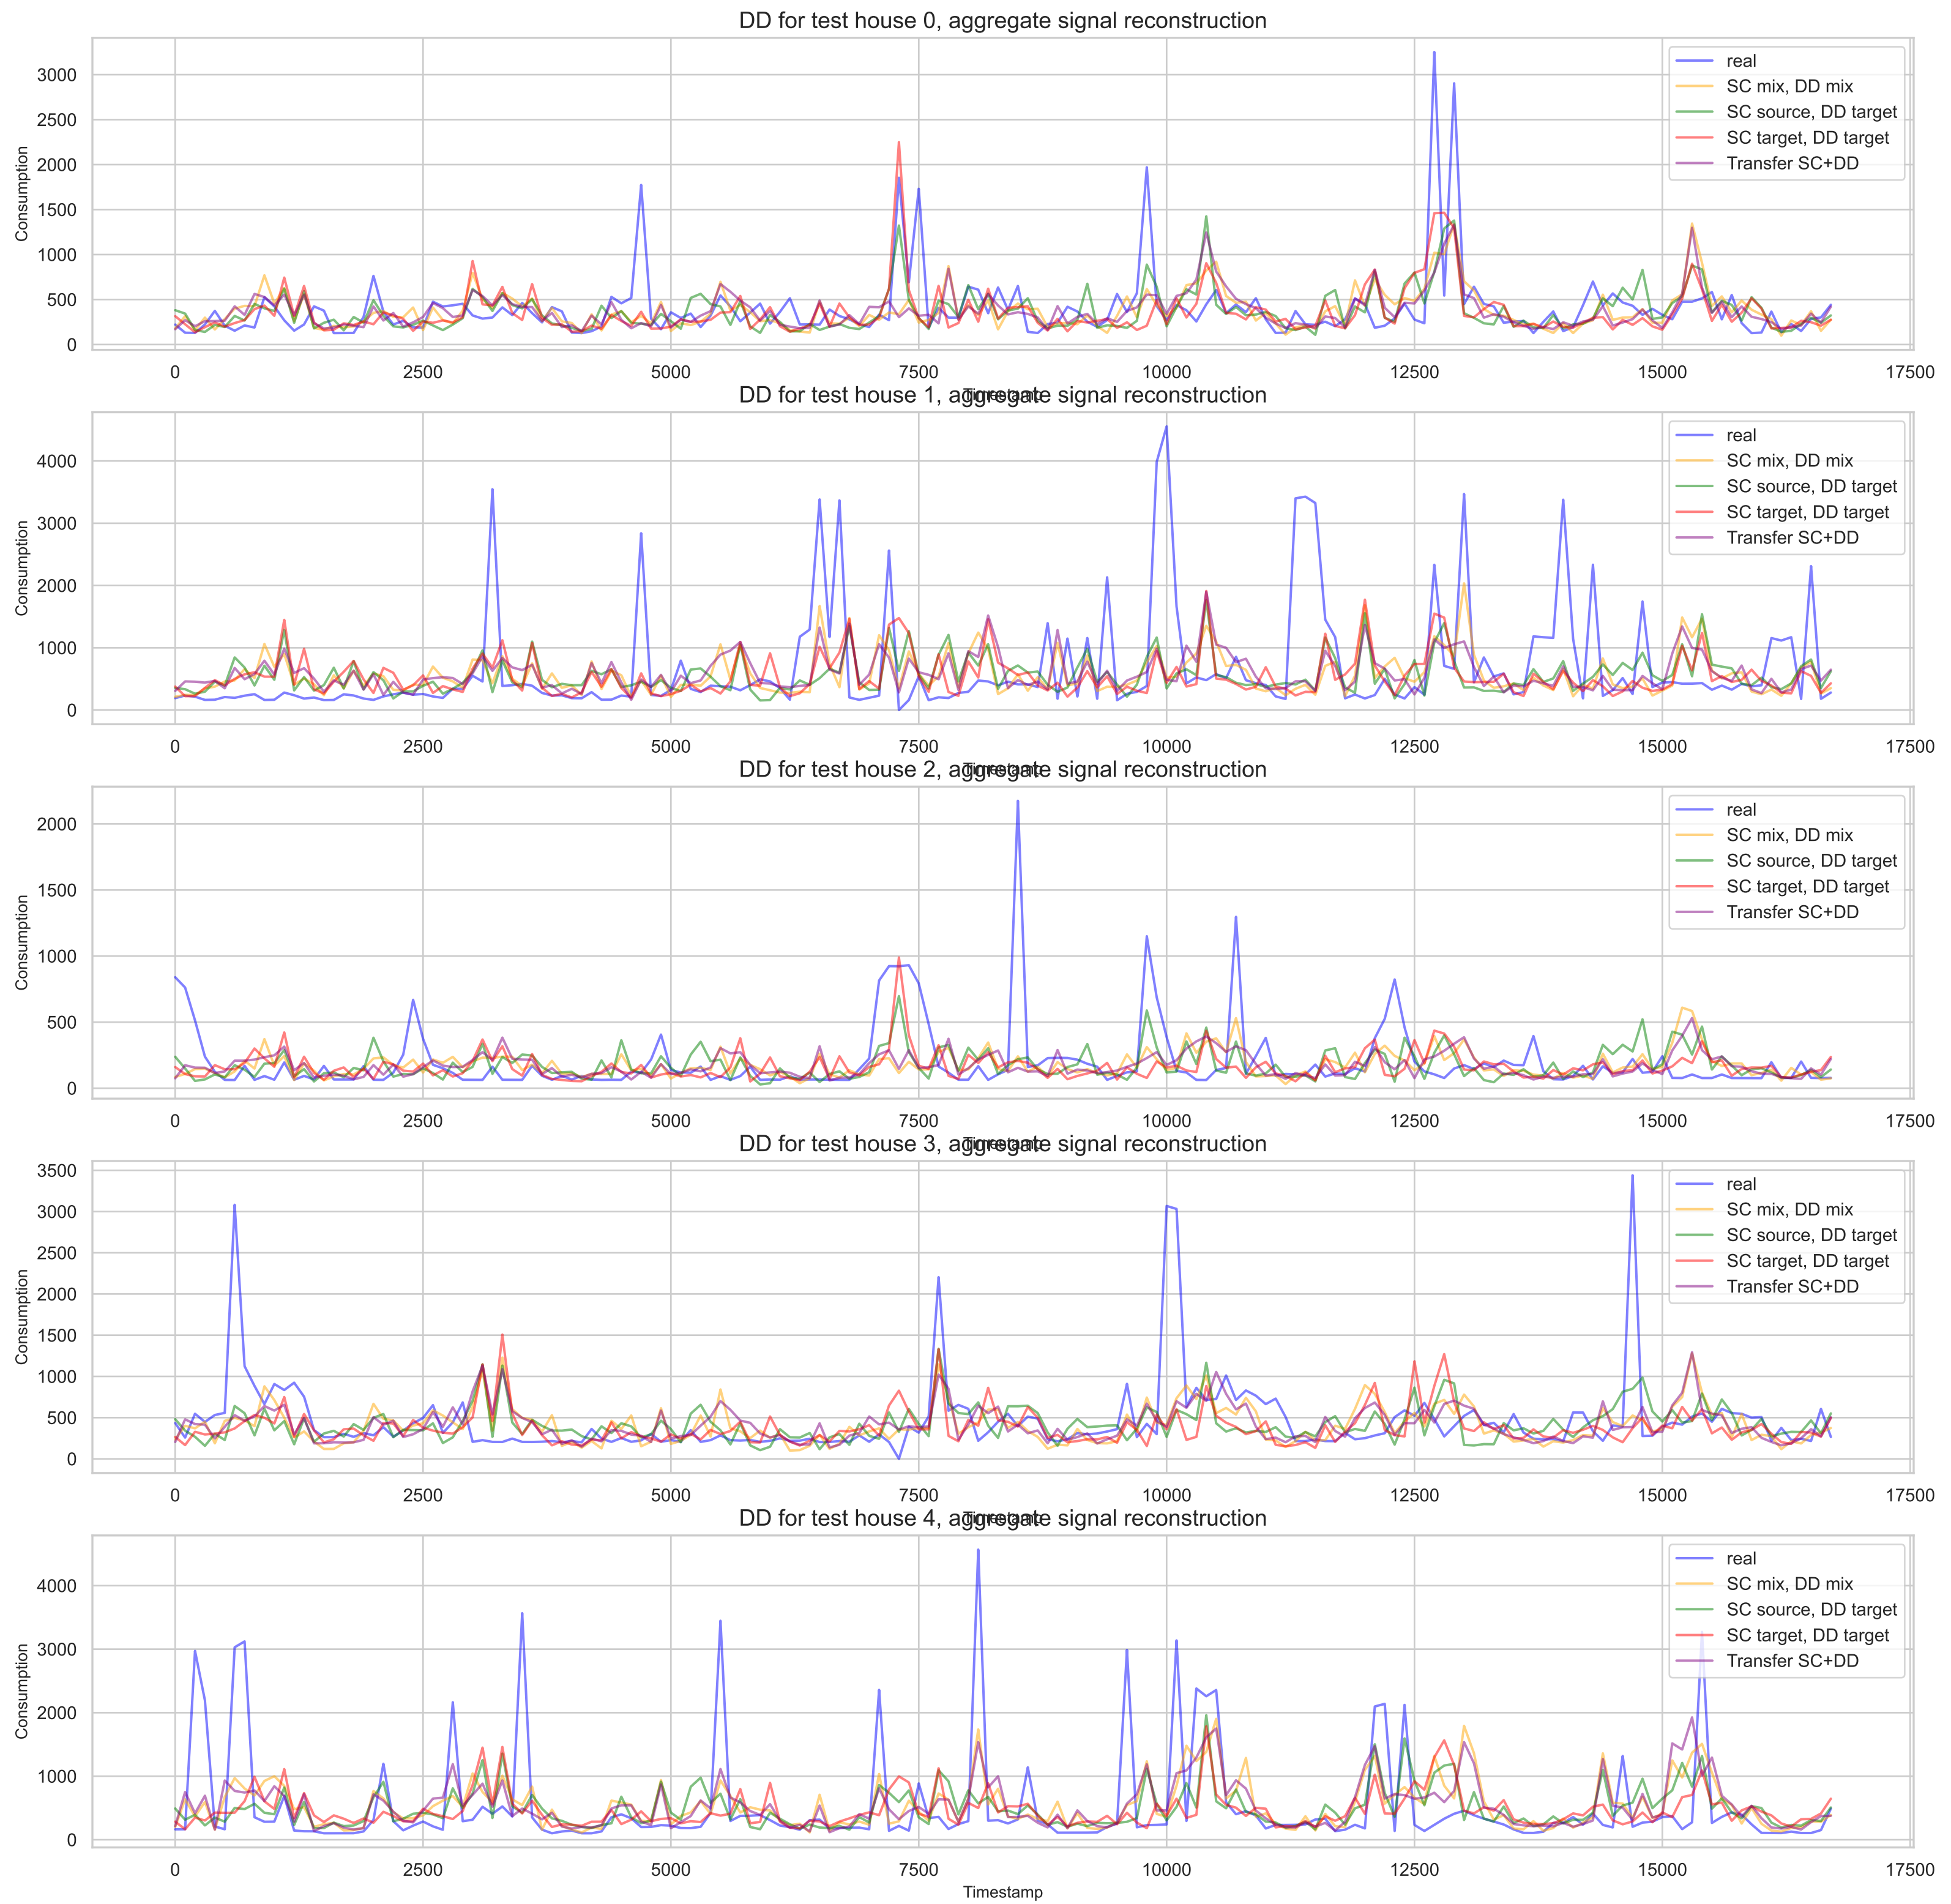 DD for test house 0, aggregate signal reconstruction
3000
2500
2000
1500
1000
500
0
Consumption
real
SC mix, DD mix
SC source, DD target
SC target, DD target
Transfer SC+DD
0 2500 5000 7500 10000 12500 15000 17500
Timestamp
DD for test house 1, aggregate signal reconstruction
4000
3000
2000
1000
0
Consumption
real
SC mix, DD mix
SC source, DD target
SC target, DD target
Transfer SC+DD
0 2500 5000 7500 10000 12500 15000 17500
Timestamp
DD for test house 2, aggregate signal reconstruction
2000
1500
1000
500
0
Consumption
real
SC mix, DD mix
SC source, DD target
SC target, DD target
Transfer SC+DD
0 2500 5000 7500 10000 12500 15000 17500
Timestamp
DD for test house 3, aggregate signal reconstruction
3500
3000
2500
2000
1500
1000
500
0
Consumption
real
SC mix, DD mix
SC source, DD target
SC target, DD target
Transfer SC+DD
0 2500 5000 7500 10000 12500 15000 17500
Timestamp
DD for test house 4, aggregate signal reconstruction
4000
3000
2000
1000
0
Consumption
real
SC mix, DD mix
SC source, DD target
SC target, DD target
Transfer SC+DD
0 2500 5000 7500 10000 12500 15000 17500
Timestamp